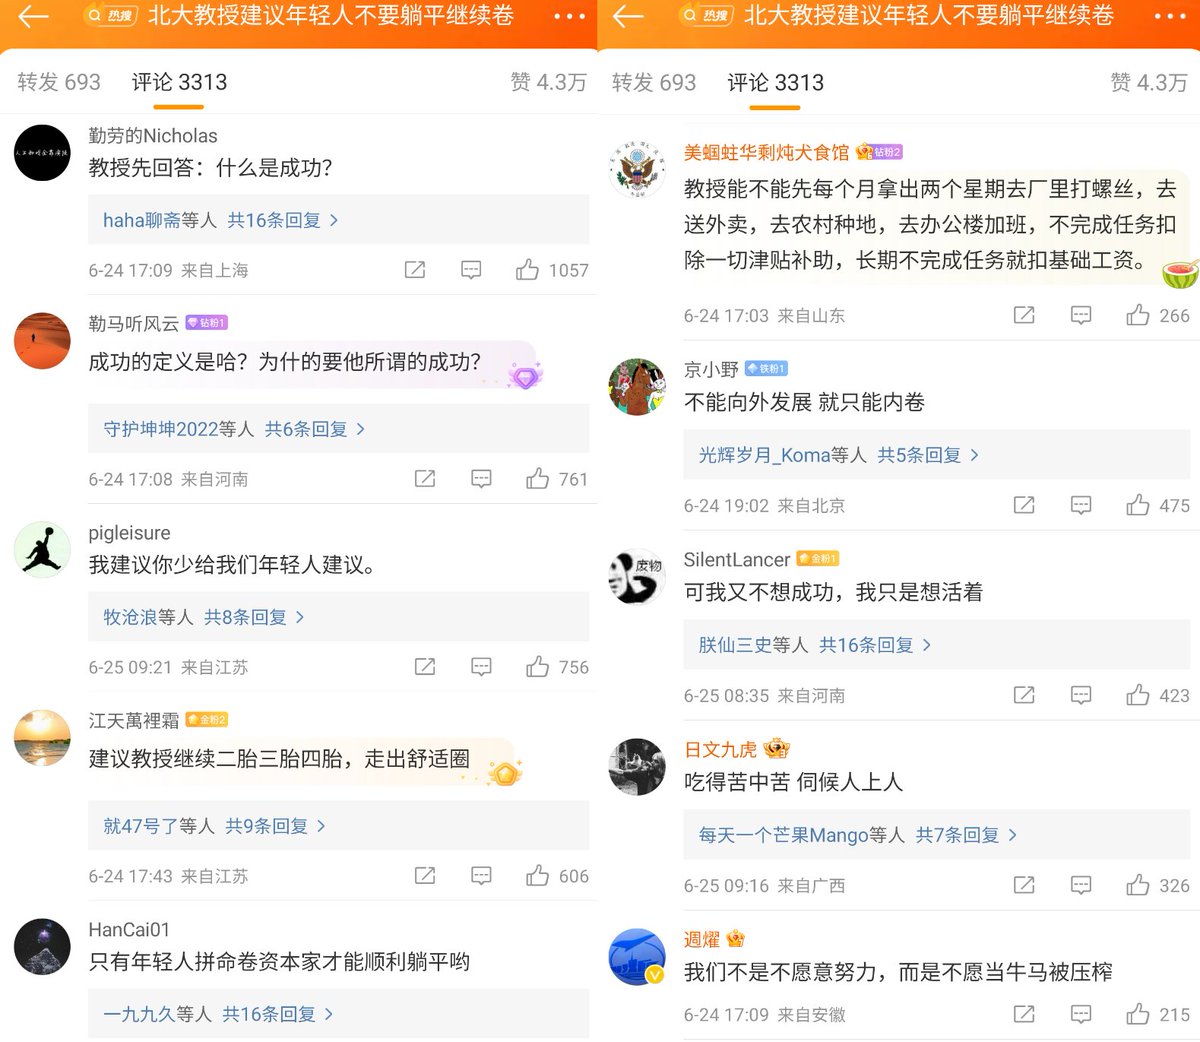 热搜 北大教授建议年轻人不要躺平继续卷
转发 693 评论 3313 赞 4.3万
勤劳的Nicholas
教授先回答：什么是成功？
haha聊斋等人 共16条回复
6-24 17:09 来自上海 1057
勒马听风云 钻粉1
成功的定义是哈？为什的要他所谓的成功？
守护坤坤2022等人 共6条回复
6-24 17:08 来自河南 761
pigleisure
我建议你少给我们年轻人建议。
牧沧浪等人 共8条回复
6-25 09:21 来自江苏 756
江天萬裡霜 金粉2
建议教授继续二胎三胎四胎，走出舒适圈
就47号了等人 共9条回复
6-24 17:43 来自江苏 606
HanCai01
只有年轻人拼命卷资本家才能顺利躺平哟
一九九久等人 共16条回复
热搜 北大教授建议年轻人不要躺平继续卷
转发 693 评论 3313 赞 4.3万
美蝈蛀华剩炖犬食馆 钻粉2
教授能不能先每个月拿出两个星期去厂里打螺丝，去
送外卖，去农村种地，去办公楼加班，不完成任务扣
除一切津贴补助，长期不完成任务就扣基础工资。
6-24 17:03 来自山东 266
京小野 铁粉1
不能向外发展 就只能内卷
光辉岁月_Koma等人 共5条回复
6-24 19:02 来自北京 475
废物
SilentLancer 金粉1
可我又不想成功，我只是想活着
朕仙三史等人 共16条回复
6-25 08:35 来自河南 423
日文九虎
吃得苦中苦 伺候人上人
每天一个芒果Mango等人 共7条回复
6-25 09:16 来自广西 326
週燿
我们不是不愿意努力，而是不愿当牛马被压榨
6-24 17:09 来自安徽 215